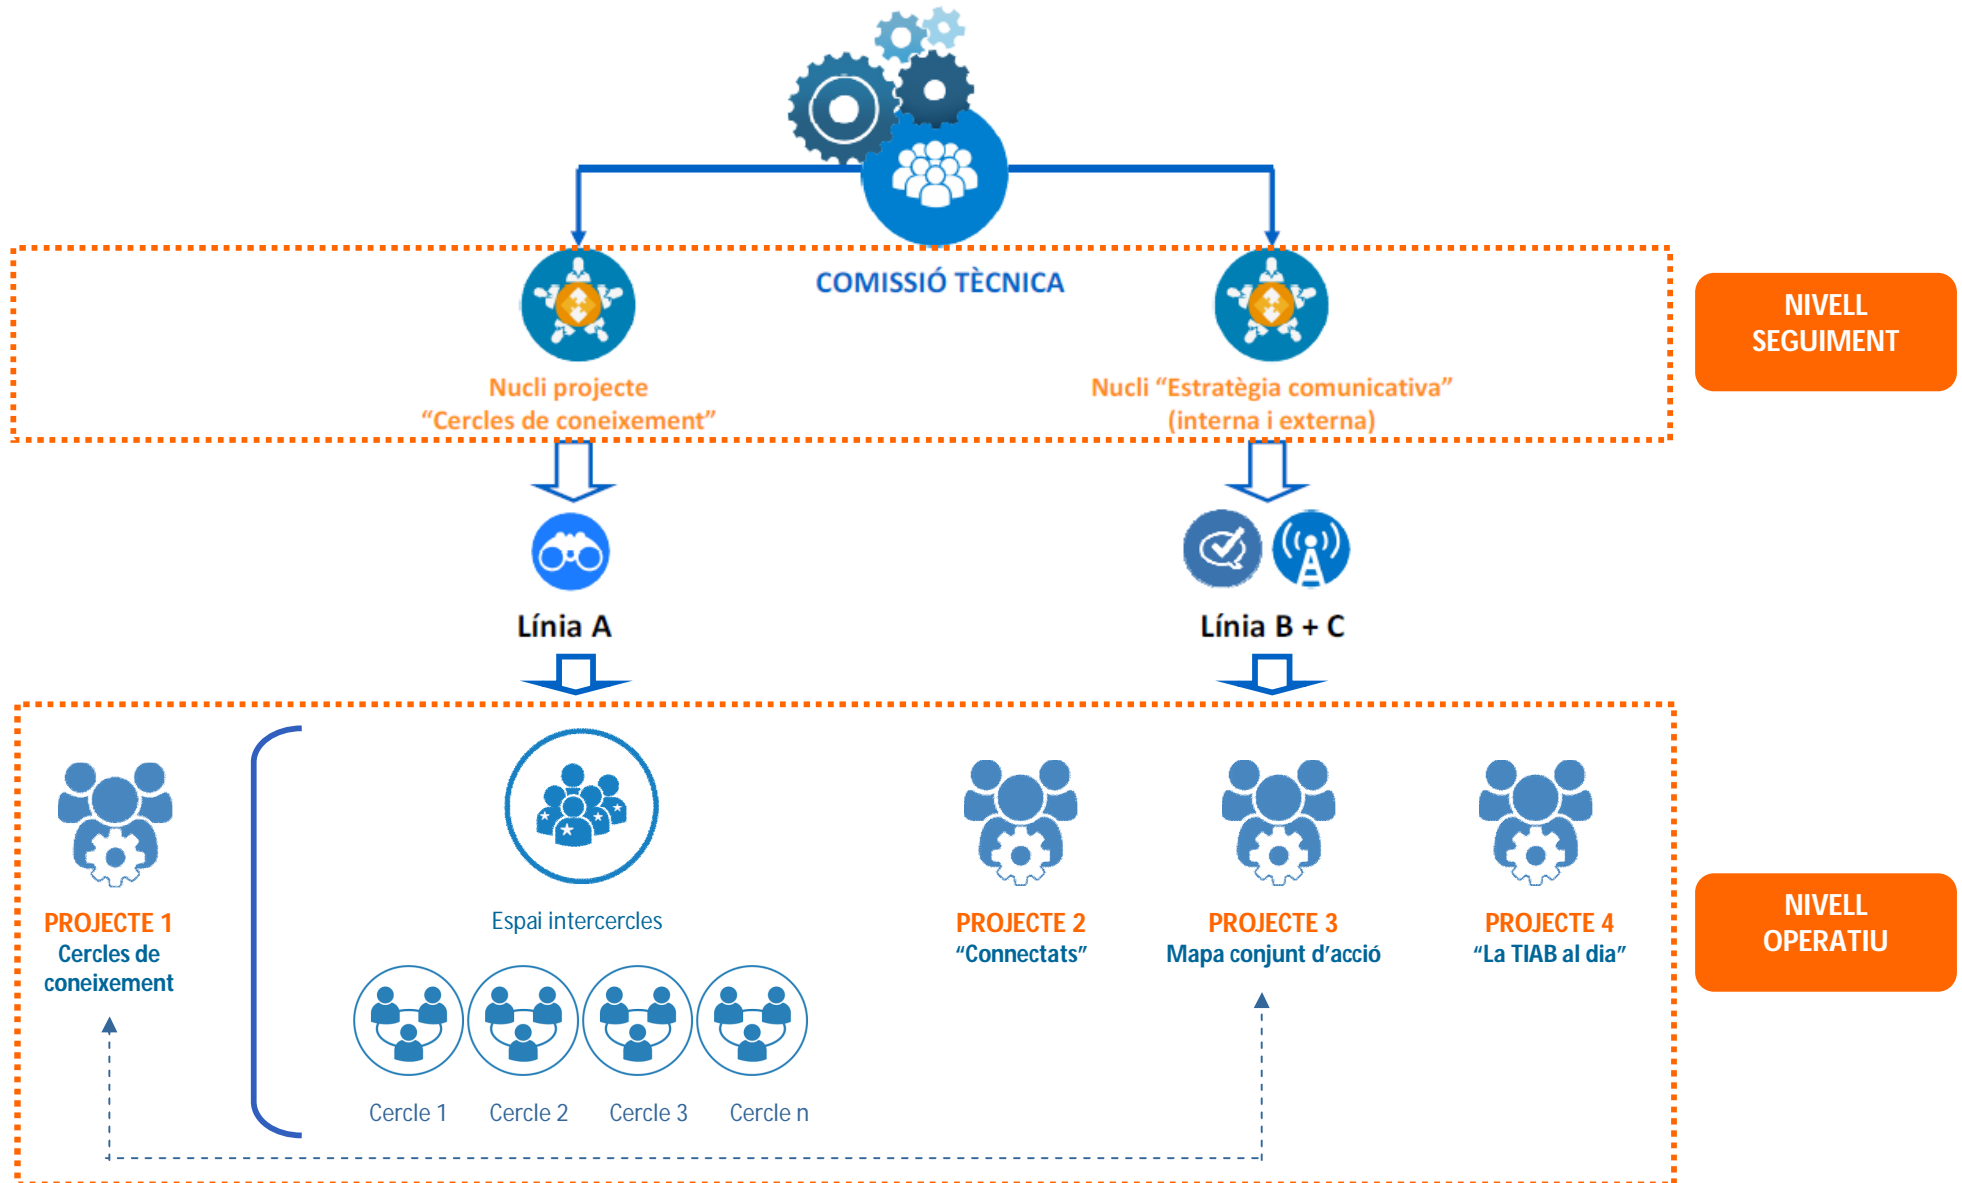 COMISSIÓ TÈCNICA
NIVELL
SEGUIMENT
Nucli projecte
“Cercles de coneixement”
Nucli “Estratègia comunicativa”
(interna i externa)
Línia A
Línia B + C
PROJECTE 1
Cercles de
coneixement
Espai intercercles
Cercle 1
Cercle 2
Cercle 3
Cercle n
PROJECTE 2
“Connectats”
PROJECTE 3
Mapa conjunt d’acció
PROJECTE 4
“La TIAB al dia”
NIVELL
OPERATIU